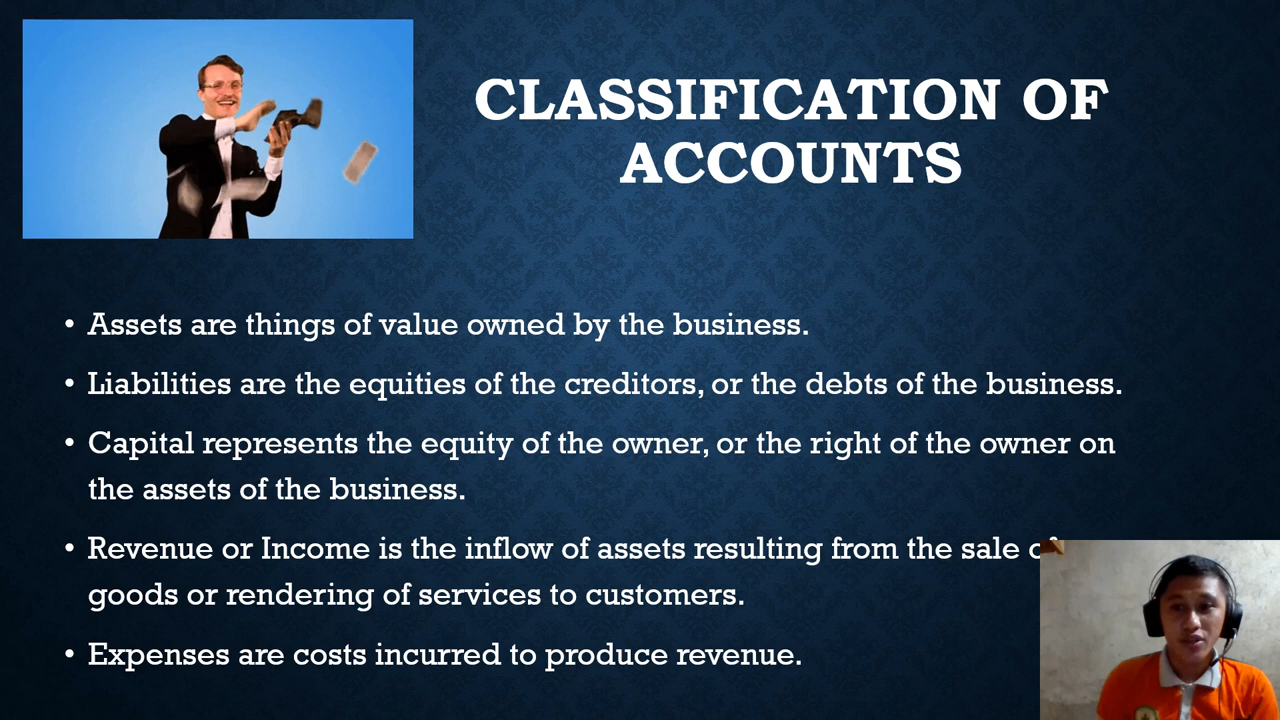 CLASSIFICATION OF
ACCOUNTS
• Assets are things of value owned by the business.
• Liabilities are the equities of the creditors, or the debts of the business.
• Capital represents the equity of the owner, or the right of the owner on
the assets of the business.
• Revenue or Income is the inflow of assets resulting from the sale of
goods or rendering of services to customers.
• Expenses are costs incurred to produce revenue.